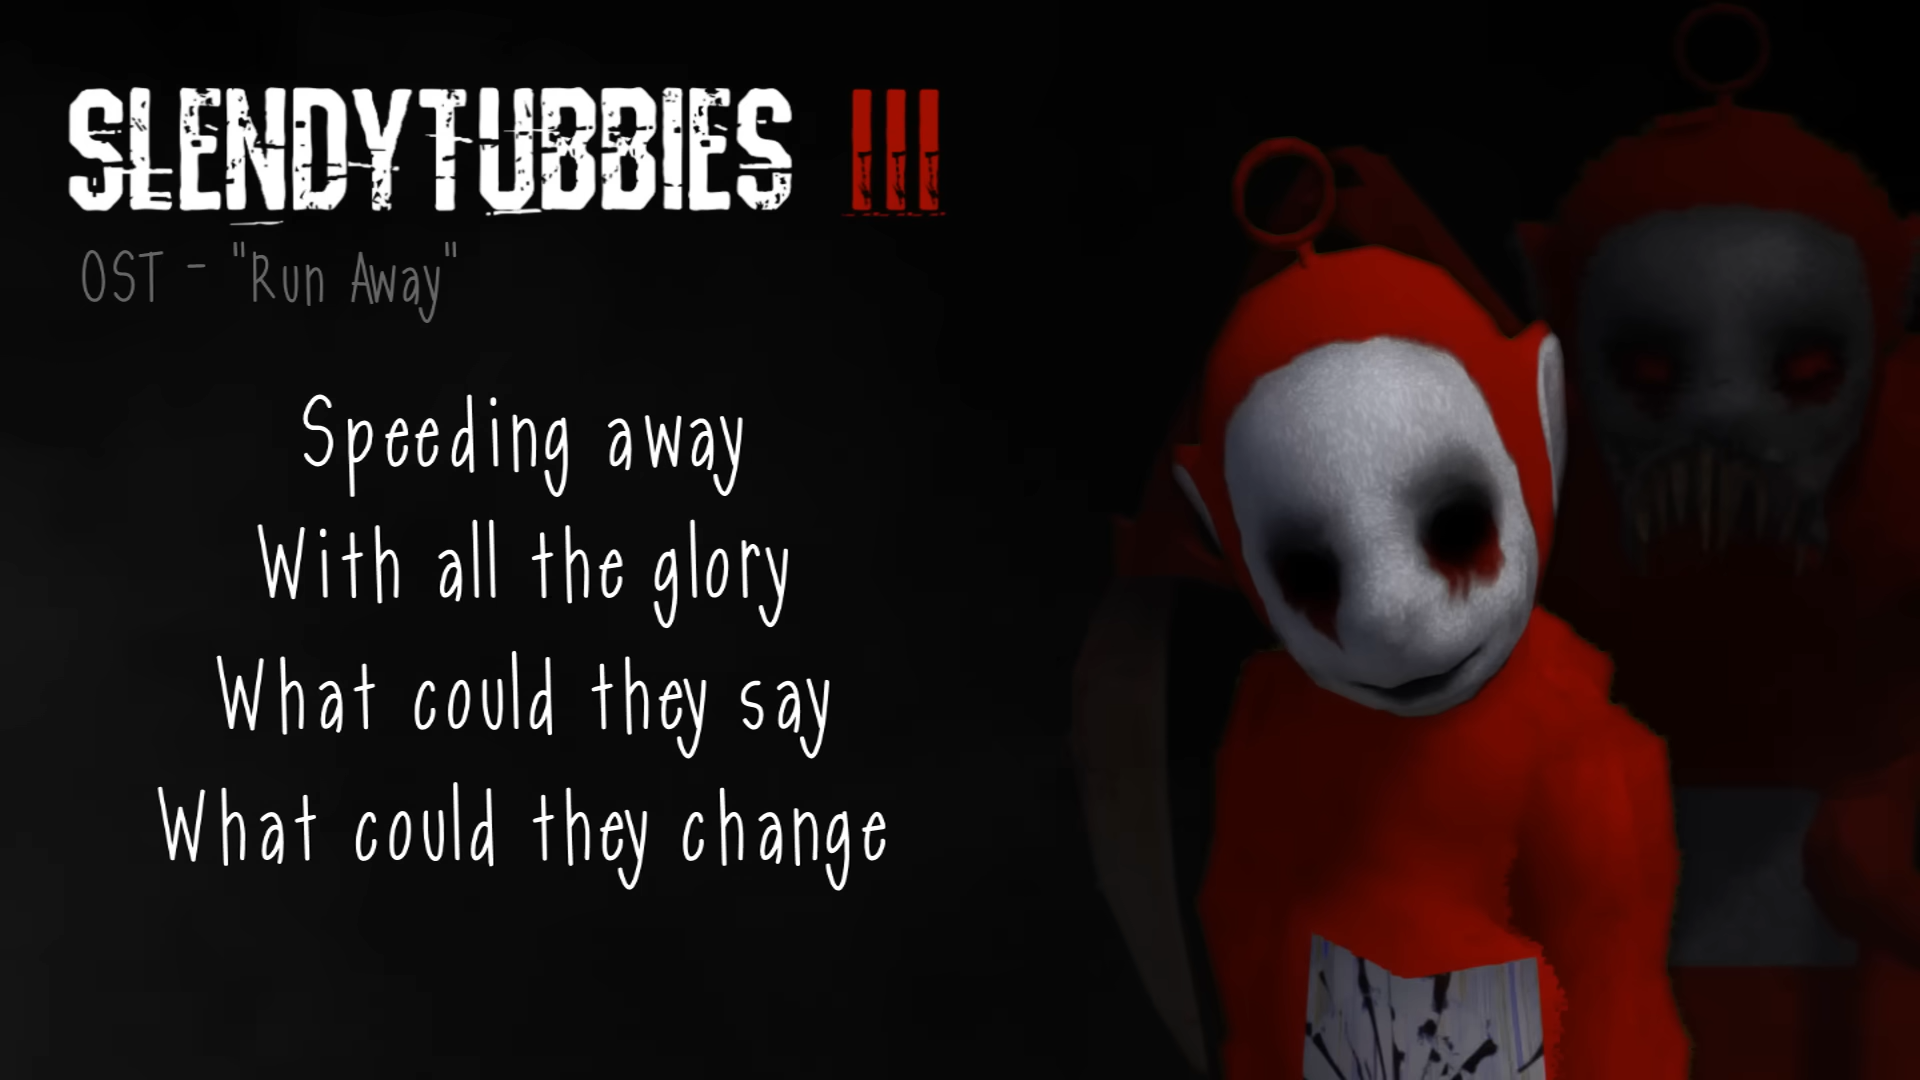 SLENDYTUBBIES III
OST - "Run Away"
Speeding away
With all the glory
What could they say
What could they change